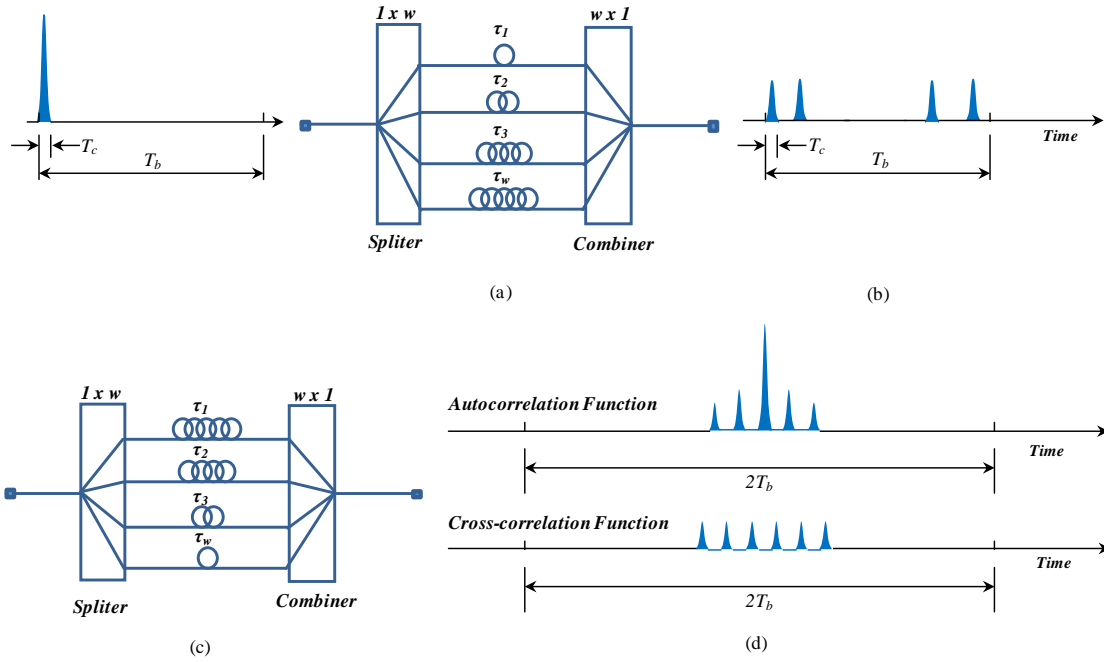 1 x w
w x 1
τ1
τ2
τ3
τw
Spliter
Combiner
(a)
Tc
Tb
Tc
Tb
Time
(b)
1 x w
w x 1
τ1
τ2
τ3
τw
Spliter
Combiner
(c)
Autocorrelation Function
Time
2Tb
Cross-correlation Function
Time
2Tb
(d)